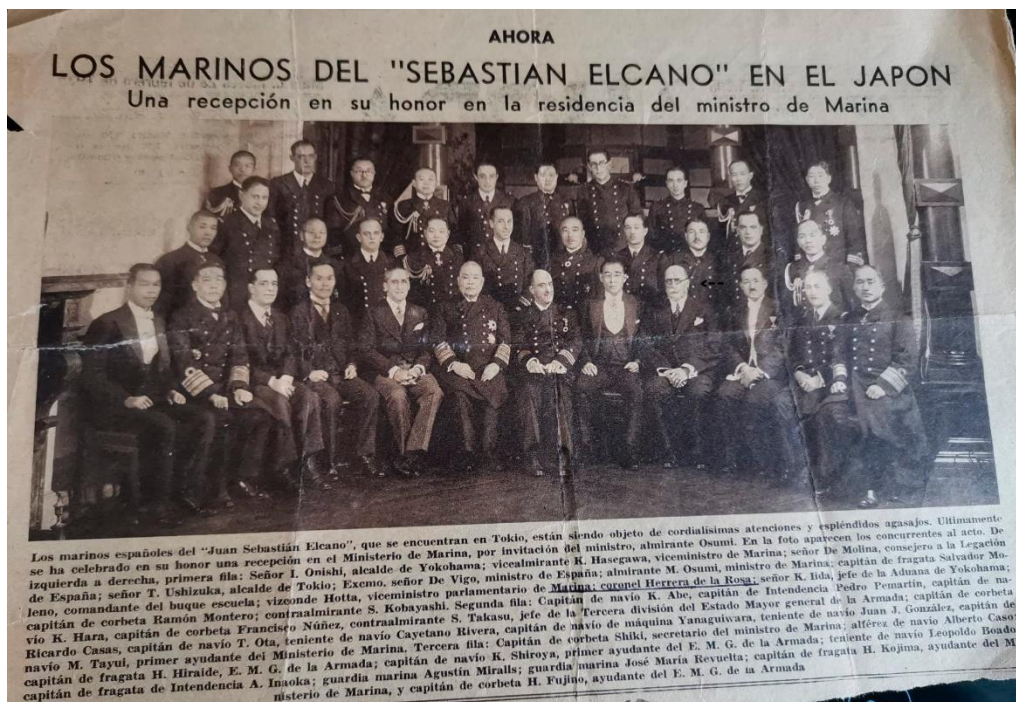 AHORA
LOS MARINOS DEL "SEBASTIAN ELCANO" EN EL JAPON
Una recepción en su honor en la residencia del ministro de Marina
Los marinos españoles del "Juan Sebastián Elcano", que se encuentran en Tokio, están siendo objeto de cordialísimas atenciones y espléndidos agasajos. Ultimamente
se ha celebrado en su honor una recepción en el Ministerio de Marina, por invitación del ministro, almirante Osumi. En la foto aparecen los concurrentes al acto. De
izquierda a derecha, primera fila: Señor I. Onishi, alcalde de Yokohama; vicealmirante K. Hasegawa, viceministro de Marina; señor De Molina, consejero a la Legación
de España; señor T. Ushizuka, alcalde de Tokio; Excmo. señor De Vigo, ministro de España; almirante M. Osumi, ministro de Marina; capitán de fragata Salvador Mo-
leno, comandante del buque escuela; vizconde Hotta, viceministro parlamentario de Marina; coronel Herrera de la Rosa; señor K. Iida, jefe de la Aduana de Yokohama;
capitán de corbeta Ramón Montero; contraalmirante S. Kobayashi. Segunda fila: Capitán de navío K. Abe, capitán de Intendencia Pedro Pemartín, capitán de na-
vío K. Hara, capitán de corbeta Francisco Núñez, contraalmirante S. Takasu, jefe de la Tercera división del Estado Mayor general de la Armada; capitán de corbeta
Ricardo Casas, capitán de navío T. Ota, teniente de navío Cayetano Rivera, capitán de navío de máquina Yanaguiwara, teniente de navío Juan J. González, capitán de
navío M. Tayui, primer ayudante del Ministerio de Marina. Tercera fila: Capitán de corbeta Shiki, secretario del ministro de Marina; alférez de navío Alberto Caso;
capitán de fragata H. Hiraide, E. M. G. de la Armada; capitán de navío K. Shiroya, primer ayudante del E. M. G. de la Armada; teniente de navío Leopoldo Boado,
capitán de fragata de Intendencia A. Inaoka; guardia marina Agustín Miralls; guardia marina José María Revuelta; capitán de fragata H. Kojima, ayudante del Mi-
nisterio de Marina, y capitán de corbeta H. Fujino, ayudante del E. M. G. de la Armada